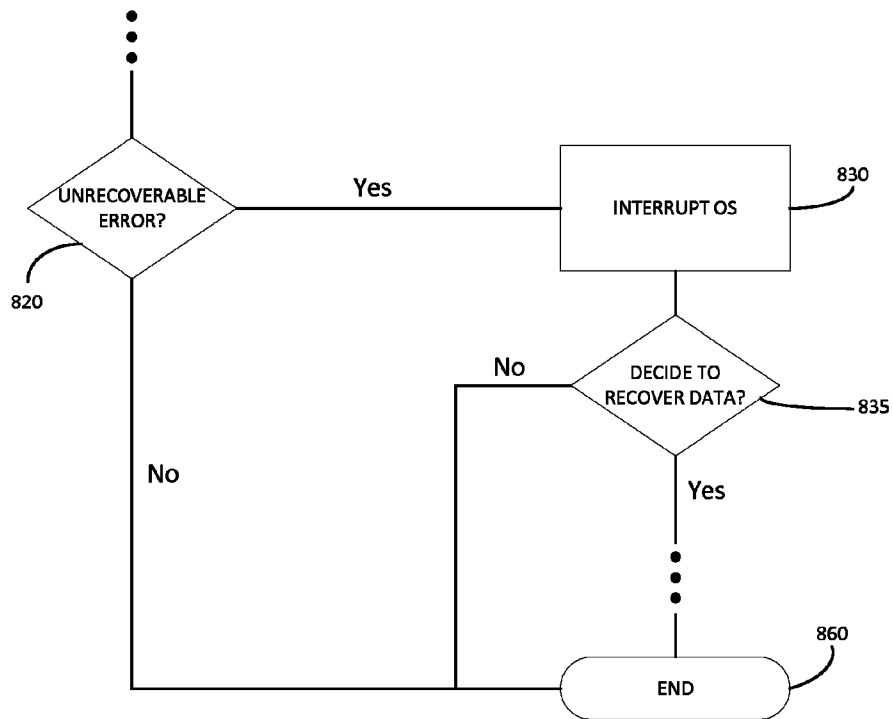 UNRECOVERABLE
ERROR?
820
Yes
INTERRUPT OS
830
No
DECIDE TO
RECOVER DATA?
835
No
Yes
END
860